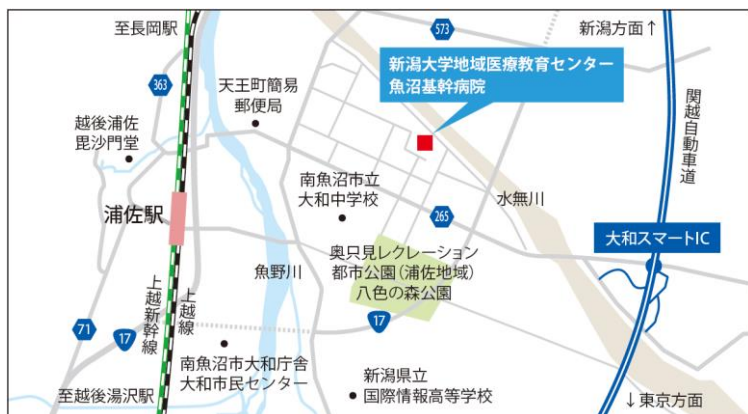 至長岡駅
573
新潟方面↑
363
天王町簡易
郵便局
新潟大学地域医療教育センター
魚沼基幹病院
関越自動車道
越後浦佐
毘沙門堂
南魚沼市立
大和中学校
265
水無川
浦佐駅
大和スマートIC
魚野川
奥只見レクレーション
都市公園(浦佐地域)
八色の森公園
上越新幹線
上越線
71
17
17
南魚沼市大和庁舎
大和市民センター
新潟県立
国際情報高等学校
至越後湯沢駅
↓東京方面